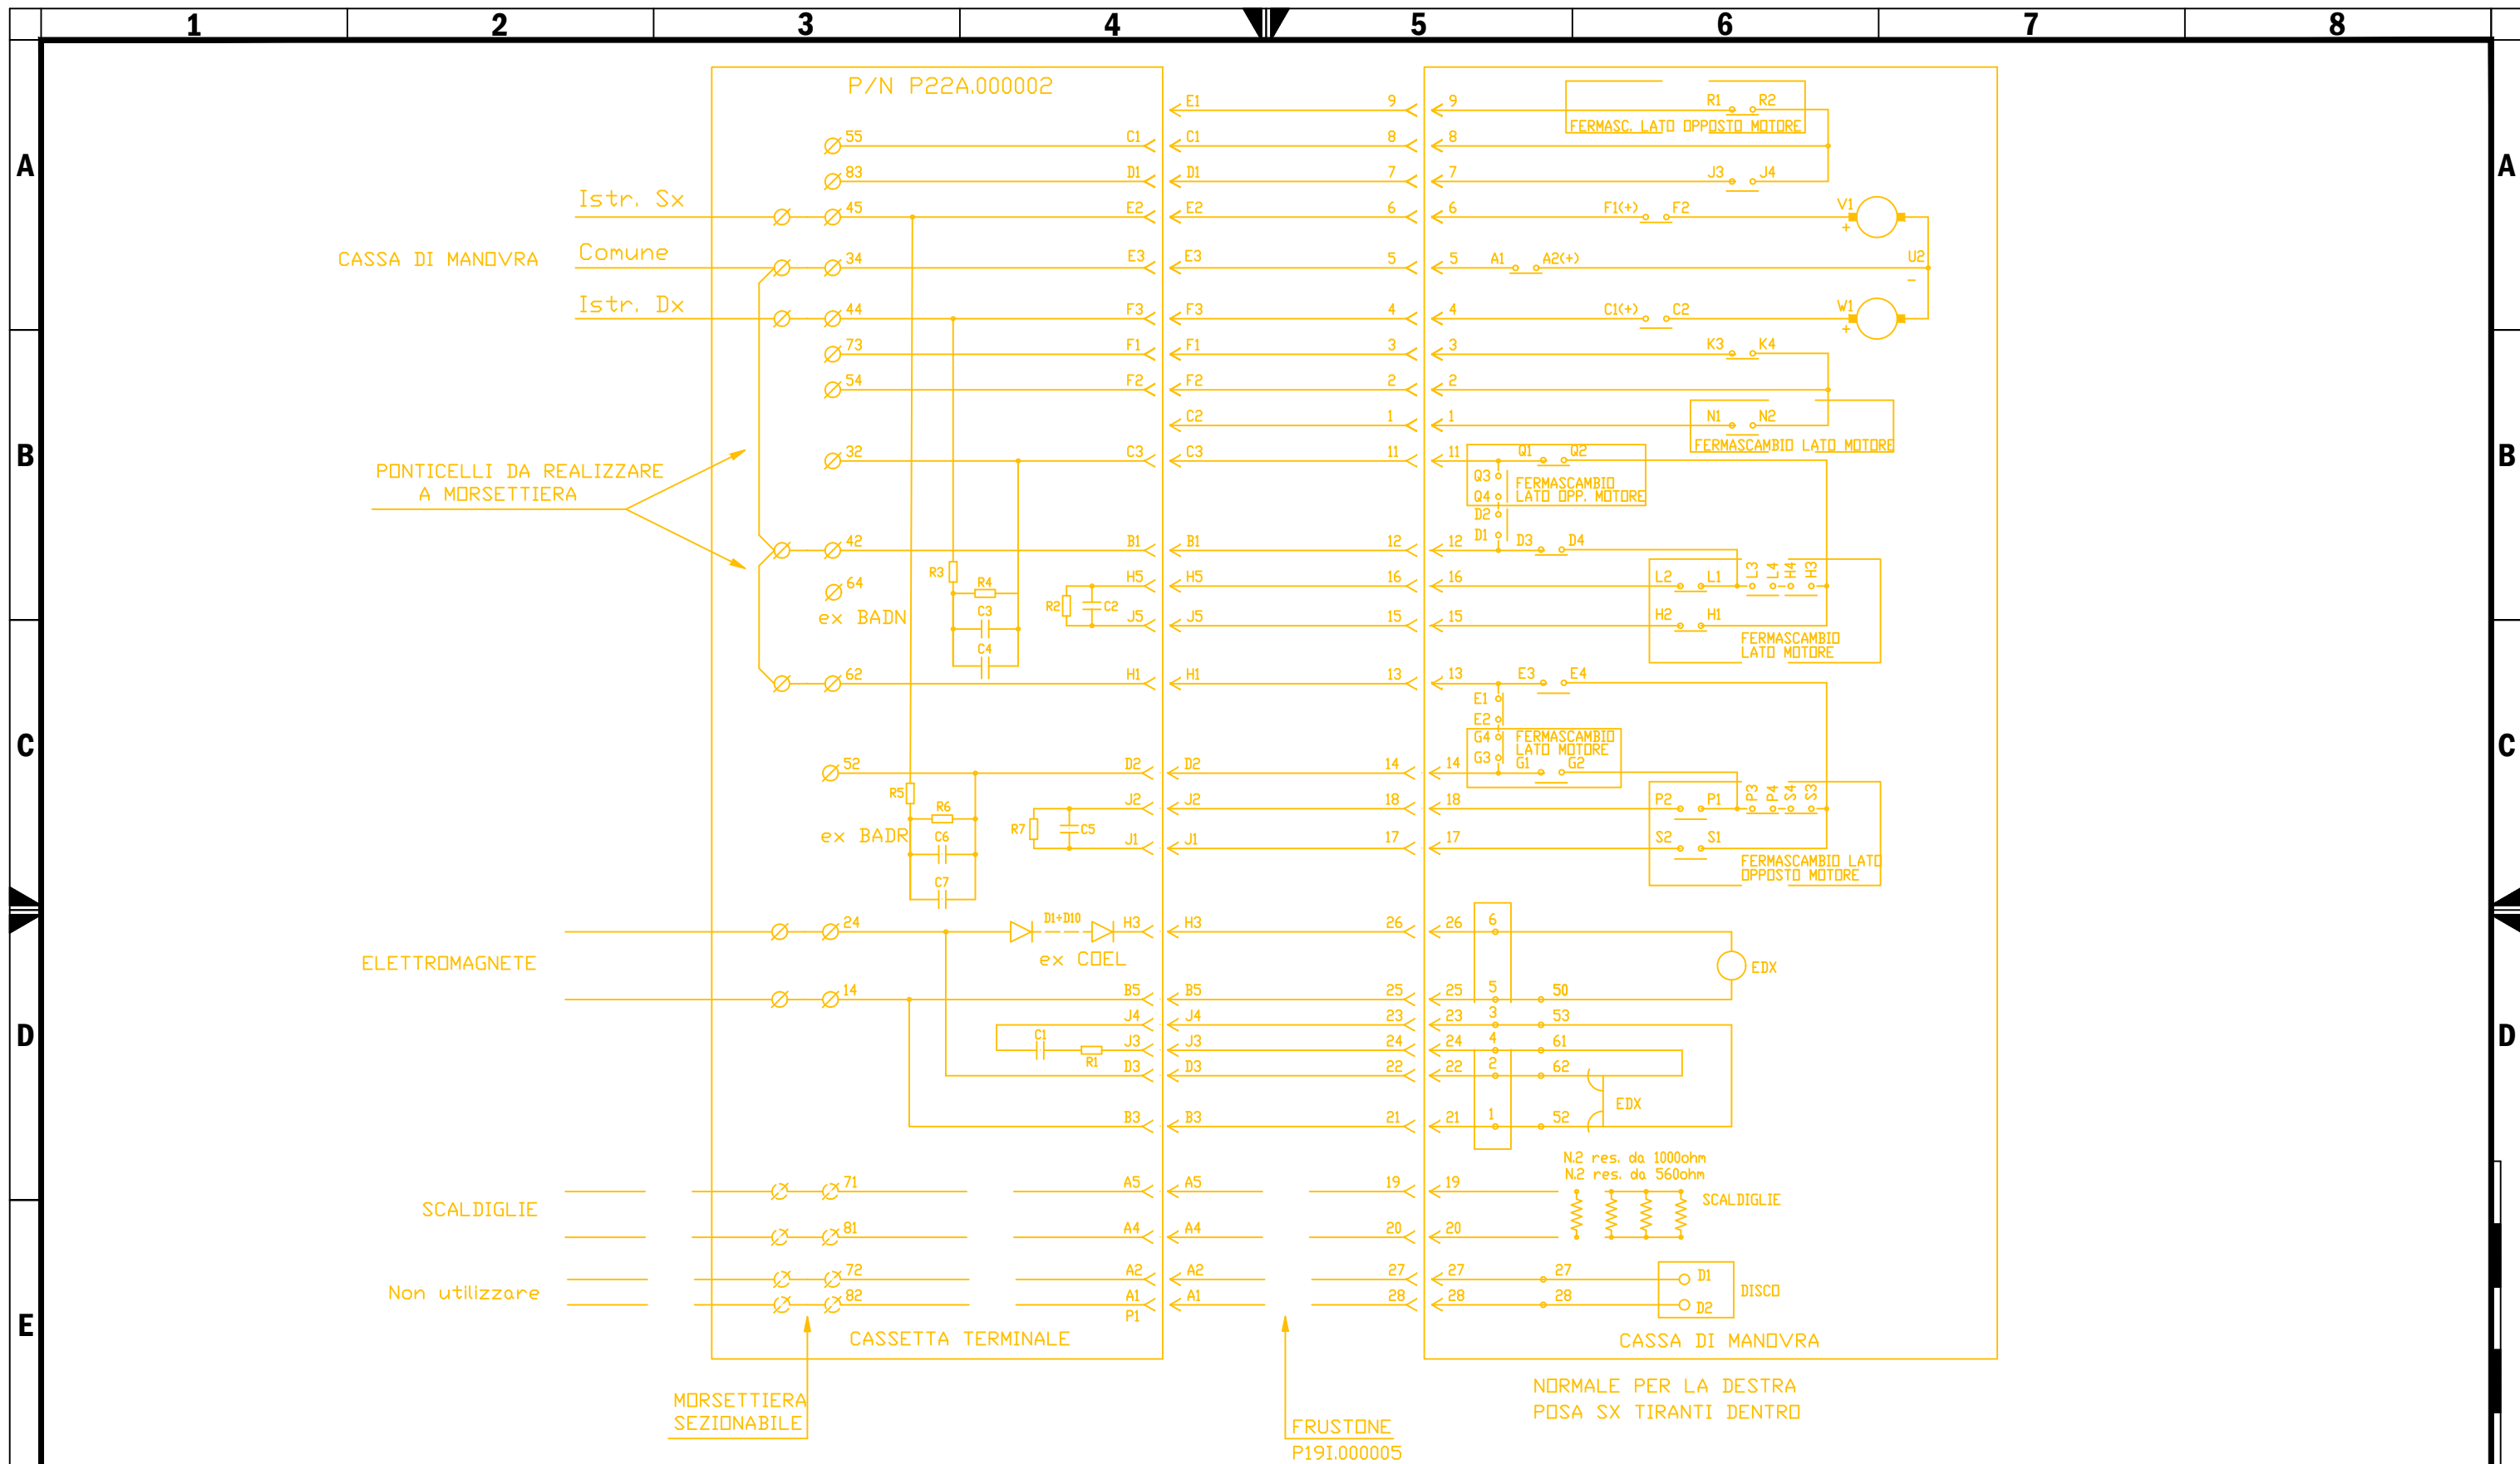 1 2 3 4 5 6 7 8
P/N P22A.000002
E1 9 9 R1 R2
FERMASC. LATO OPPOSTO MOTORE
55 C1 C1 8 8
A A
83 D1 D1 7 7 J3 J4
Istr. Sx 45 E2 E2 6 6 F1(+) F2 V1
+
CASSA DI MANOVRA Comune 34 E3 E3 5 5 A1 A2(+) U2
-
Istr. Dx 44 F3 F3 4 4 C1(+) C2 W1
+
73 F1 F1 3 3 K3 K4
54 F2 F2 2 2
C2 1 1 N1 N2
FERMASCAMBIO LATO MOTORE
B B
32 C3 C3 11 11 Q1 Q2
PONTICELLI DA REALIZZARE
A MORSETTIERA
Q3 FERMASCAMBIO
Q4 LATO OPP. MOTORE
D2
D1
42 B1 B1 12 12 D3 D4
64 R3 R4 H5 H5 16 16 L2 L1 L3 L4 H4 H3
R2 C2
ex BADN C3 J5 J5 15 15 H2 H1
C4
FERMASCAMBIO
LATO MOTORE
62 H1 H1 13 13 E3 E4
E1
E2
C C
G4 FERMASCAMBIO
LATO MOTORE
G3
52 D2 D2 14 14 G1 G2
R5 R6 J2 J2 18 18 P2 P1 P3 P4 S4 S3
R7 C5
ex BADR C6 J1 J1 17 17 S2 S1
FERMASCAMBIO LATO
OPPOSTO MOTORE
C7
24 D1÷D10 H3 H3 26 26 6
ELETTROMAGNETE ex COEL EDX
14 B5 B5 25 25 5 50
J4 J4 23 23 3 53
D D
C1 J3 J3 24 24 4 61
R1 D3 D3 22 22 2 62
EDX
B3 B3 21 21 1 52
N.2 res. da 1000ohm
N.2 res. da 560ohm
71 A5 A5 19 19
SCALDIGLIE SCALDIGLIE
81 A4 A4 20 20
72 A2 A2 27 27 27 D1
Non utilizzare DISCO
82 A1 A1 28 28 28 D2
P1
E
CASSETTA TERMINALE CASSA DI MANOVRA
MORSETTIERA
SEZIONABILE
NORMALE PER LA DESTRA
POSA SX TIRANTI DENTRO
FRUSTONE
P19I.000005